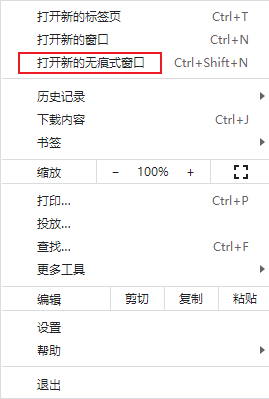 打开新的标签页 Ctrl+T
打开新的窗口 Ctrl+N
打开新的无痕式窗口 Ctrl+Shift+N
历史记录
下载内容 Ctrl+J
书签
缩放 − 100% +
打印... Ctrl+P
投放...
查找... Ctrl+F
更多工具
编辑 剪切 复制 粘贴
设置
帮助
退出